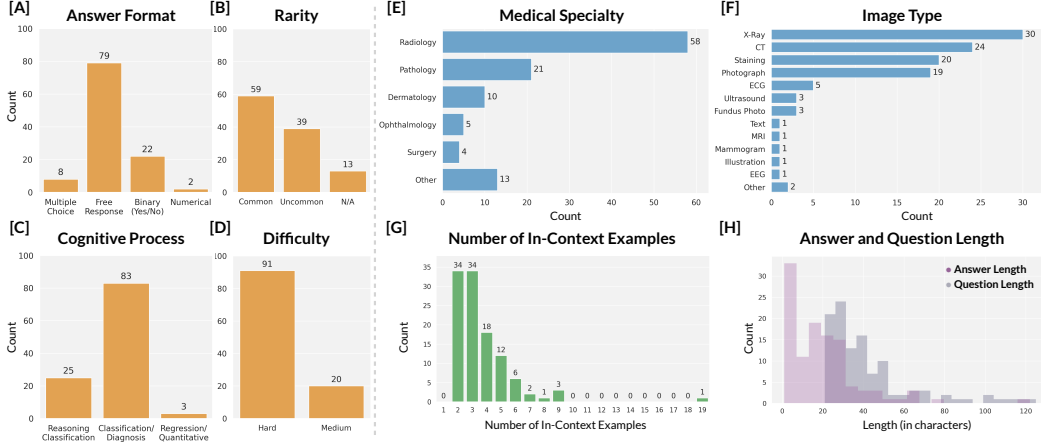 [A] Answer Format
Count
100
80
60
40
20
0
8
79
22
2
Multiple Choice
Free Response
Binary (Yes/No)
Numerical
[B] Rarity
100
80
60
40
20
0
59
39
13
Common
Uncommon
N/A
[E] Medical Specialty
Radiology 58
Pathology 21
Dermatology 10
Ophthalmology 5
Surgery 4
Other 13
0 10 20 30 40 50 60
Count
[F] Image Type
X-Ray 30
CT 24
Staining 20
Photograph 19
ECG 5
Ultrasound 3
Fundus Photo 3
Text 1
MRI 1
Mammogram 1
Illustration 1
EEG 1
Other 2
0 5 10 15 20 25 30
Count
[C] Cognitive Process
Count
100
80
60
40
20
0
25
83
3
Reasoning Classification
Classification/ Diagnosis
Regression/ Quantitative
[D] Difficulty
100
80
60
40
20
0
91
20
Hard
Medium
[G] Number of In-Context Examples
Count
35
30
25
20
15
10
5
0
0 34 34 18 12 6 2 1 3 0 0 0 0 0 0 0 0 0 1
1 2 3 4 5 6 7 8 9 10 11 12 13 14 15 16 17 18 19
Number of In-Context Examples
[H] Answer and Question Length
Answer Length
Question Length
Count
30
25
20
15
10
5
0
0 20 40 60 80 100 120
Length (in characters)